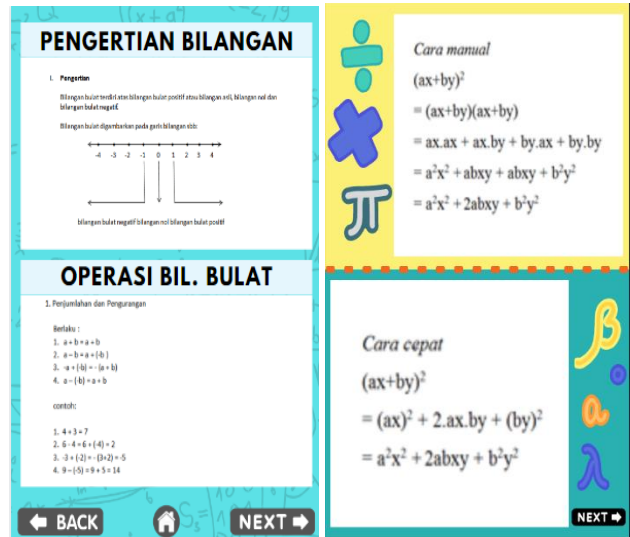 PENGERTIAN BILANGAN
I. Pengertian
Bilangan bulat terdiri atas bilangan bulat positif atau bilangan asli, bilangan nol dan
bilangan bulat negatif.
Bilangan bulat digambarkan pada garis bilangan sbb:
-4 -3 -2 -1 0 1 2 3 4
bilangan bulat negatif bilangan nol bilangan bulat positif
OPERASI BIL. BULAT
1. Penjumlahan dan Pengurangan
Berlaku :
1. a + b = a + b
2. a – b = a + (-b )
3. -a + (-b) = - (a + b)
4. a – (-b) = a + b
contoh:
1. 4 + 3 = 7
2. 6 - 4 = 6 + (-4) = 2
3. -3 + (-2) = - (3+2) = -5
4. 9 – (-5) = 9 + 5 = 14
BACK
NEXT
Cara manual
(ax+by)²
= (ax+by)(ax+by)
= ax.ax + ax.by + by.ax + by.by
= a²x² + abxy + abxy + b²y²
= a²x² + 2abxy + b²y²
Cara cepat
(ax+by)²
= (ax)² + 2.ax.by + (by)²
= a²x² + 2abxy + b²y²
NEXT